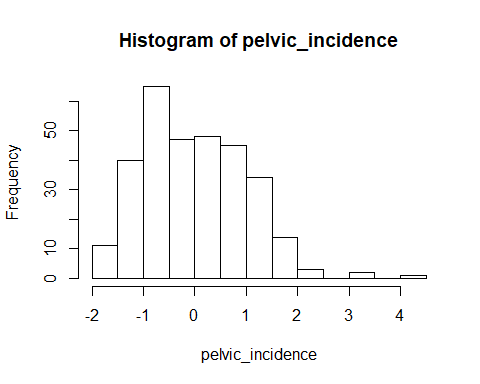 Histogram of pelvic_incidence
Frequency
50
30
10
0
-2 -1 0 1 2 3 4
pelvic_incidence